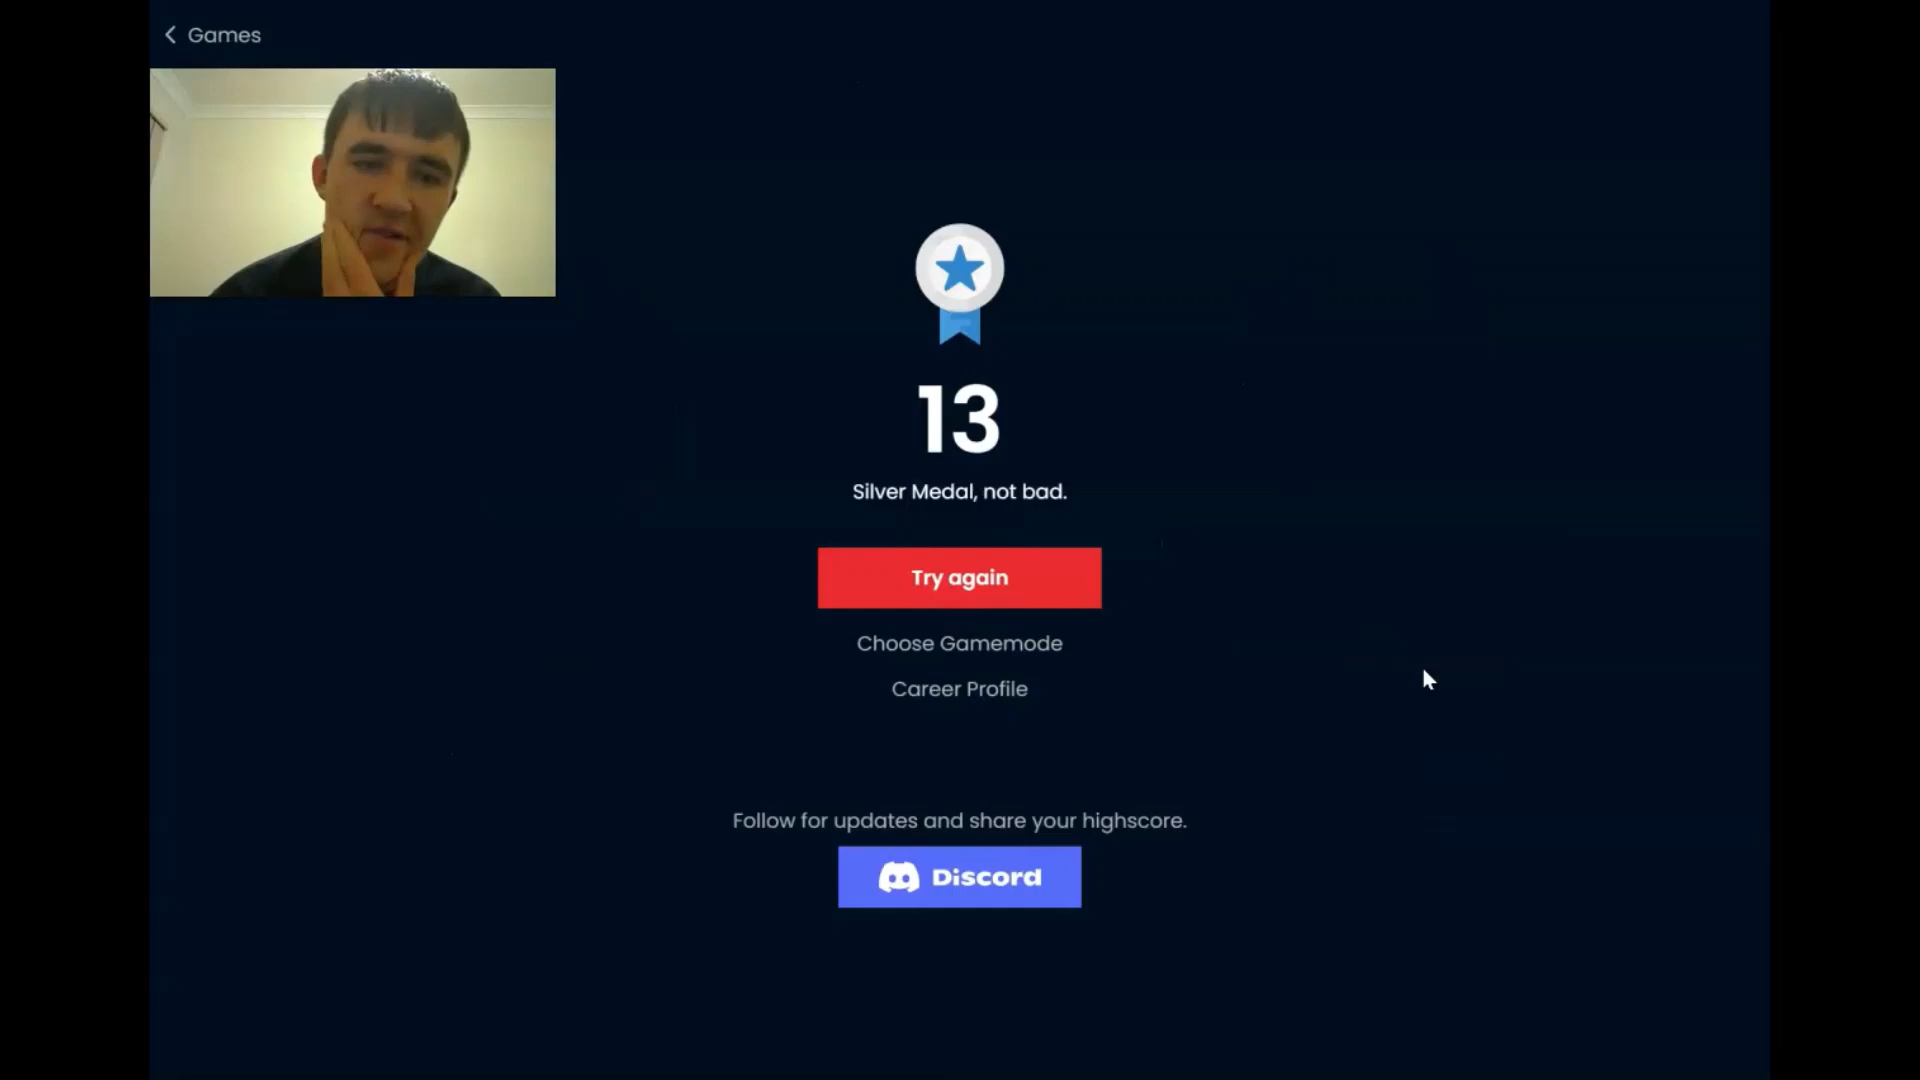 Games
13
Silver Medal, not bad.
Try again
Choose Gamemode
Career Profile
Follow for updates and share your highscore.
Discord